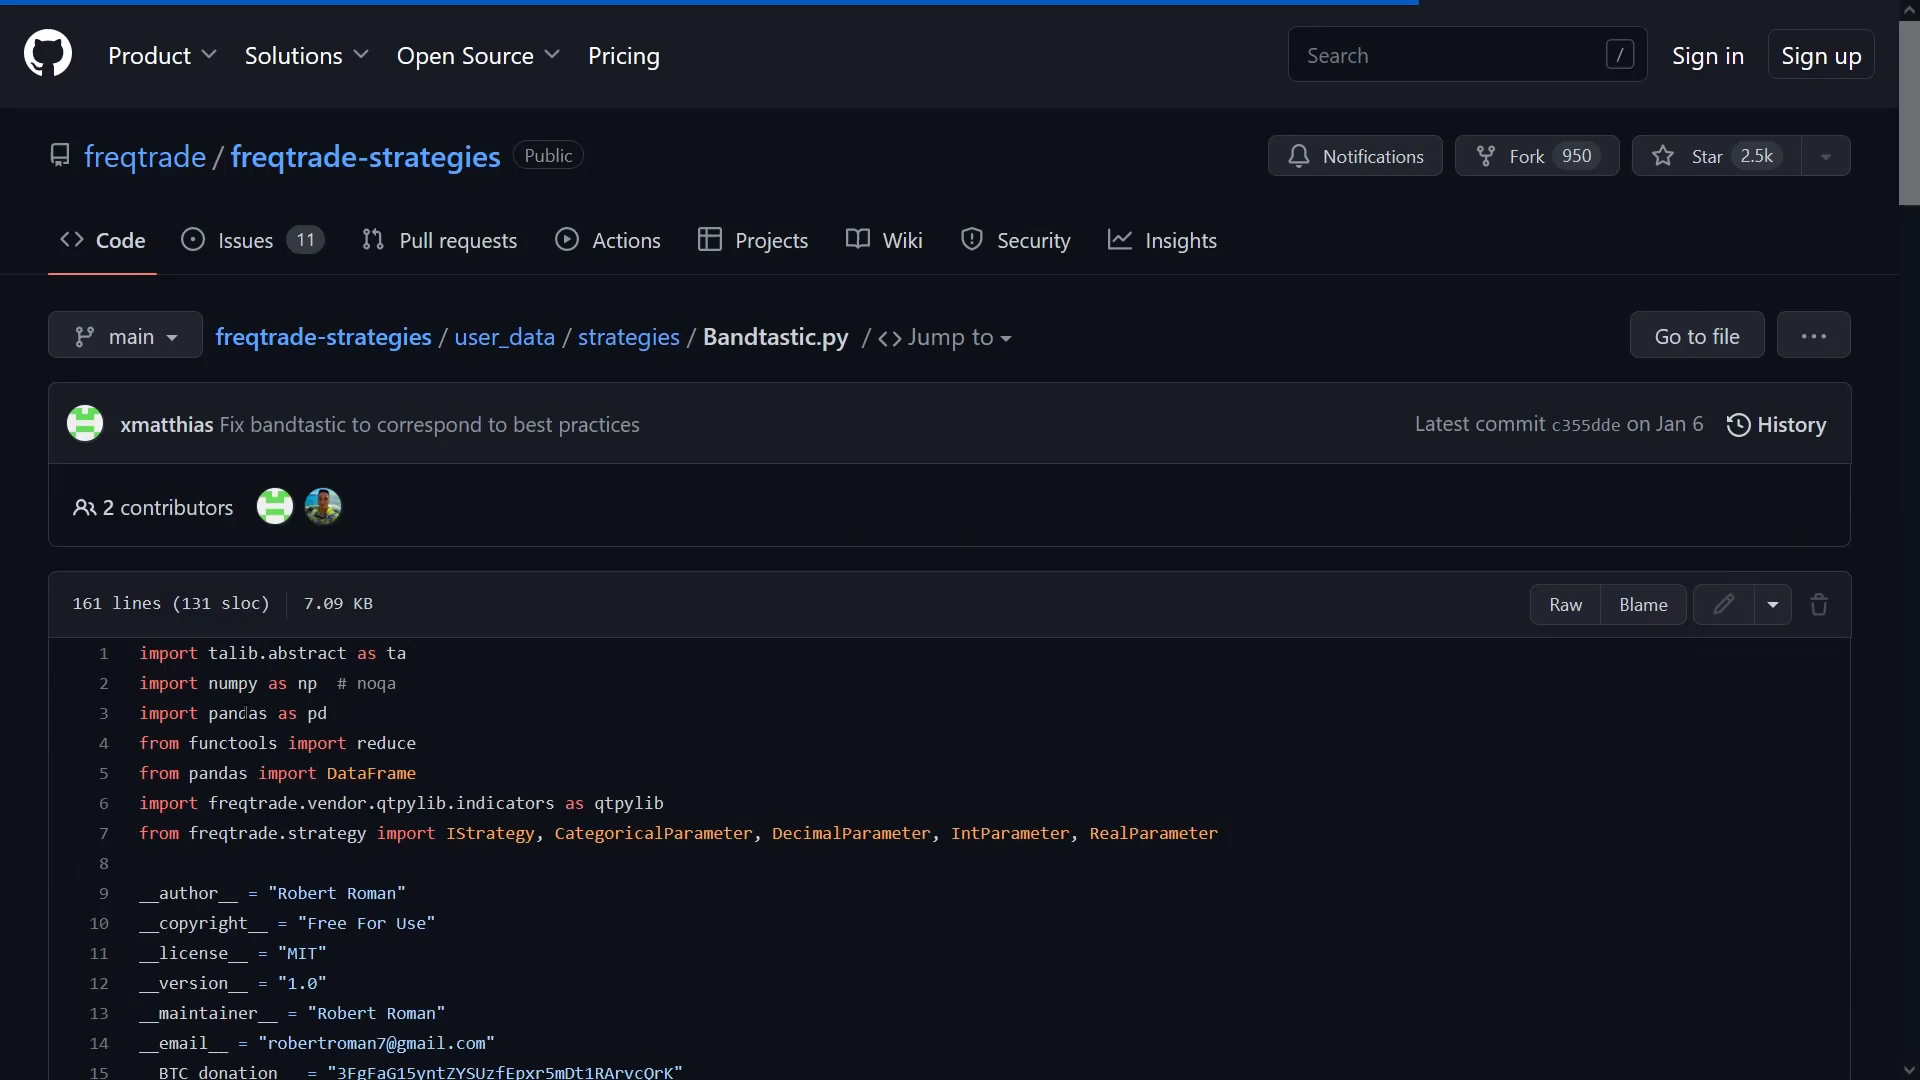 Product Solutions Open Source Pricing Search / Sign in Sign up
freqtrade / freqtrade-strategies Public Notifications Fork 950 Star 2.5k
Code Issues 11 Pull requests Actions Projects Wiki Security Insights
main freqtrade-strategies / user_data / strategies / Bandtastic.py / <> Jump to Go to file ...
xmatthias Fix bandtastic to correspond to best practices Latest commit c355dde on Jan 6 History
2 contributors
161 lines (131 sloc) 7.09 KB Raw Blame
1 import talib.abstract as ta
2 import numpy as np # noqa
3 import pandas as pd
4 from functools import reduce
5 from pandas import DataFrame
6 import freqtrade.vendor.qtpylib.indicators as qtpylib
7 from freqtrade.strategy import IStrategy, CategoricalParameter, DecimalParameter, IntParameter, RealParameter
8
9 __author__ = "Robert Roman"
10 __copyright__ = "Free For Use"
11 __license__ = "MIT"
12 __version__ = "1.0"
13 __maintainer__ = "Robert Roman"
14 __email__ = "robertroman7@gmail.com"
15 BTC donation = "3FgFaG15yntZYSUzfEpxr5mDt1RArvcQrK"